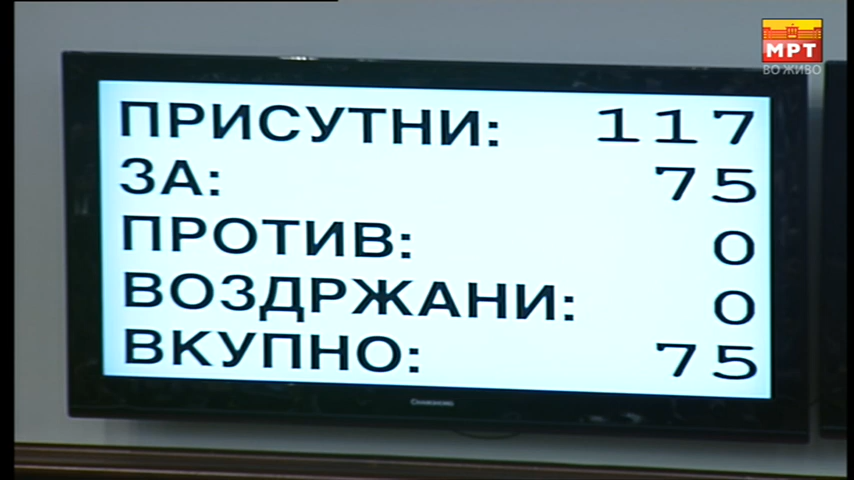 МРТ
ВО ЖИВО
ПРИСУТНИ: 117
ЗА: 75
ПРОТИВ: 0
ВОЗДРЖАНИ: 0
ВКУПНО: 75